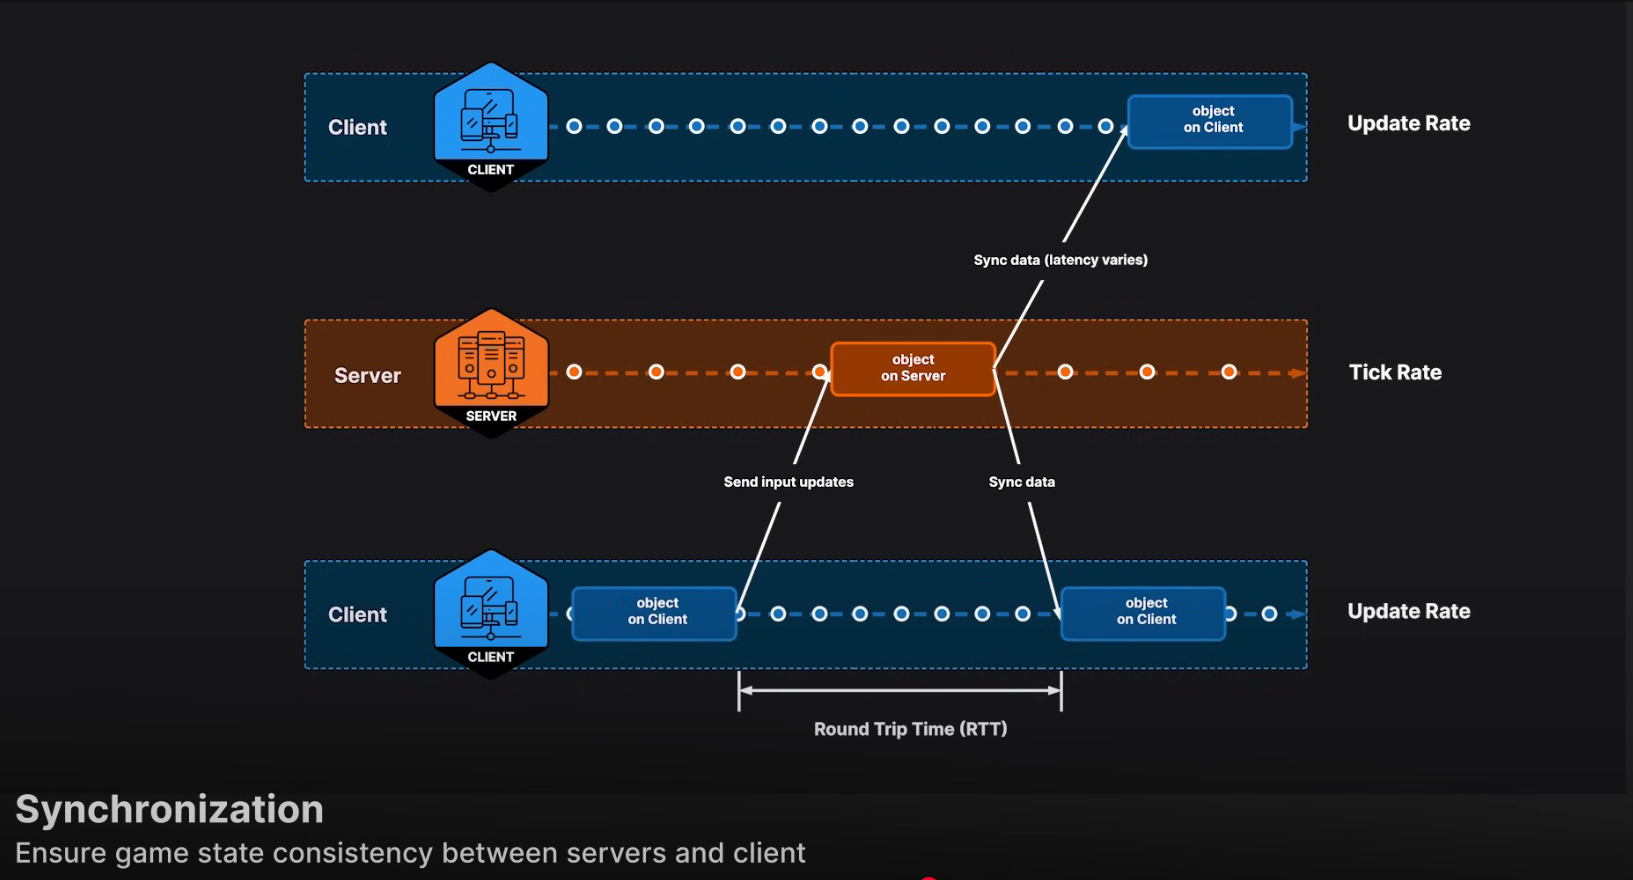 Client
CLIENT
object
on Client
Update Rate
Sync data (latency varies)
Server
SERVER
object
on Server
Tick Rate
Send input updates
Sync data
Client
CLIENT
object
on Client
object
on Client
Update Rate
Round Trip Time (RTT)
Synchronization
Ensure game state consistency between servers and client